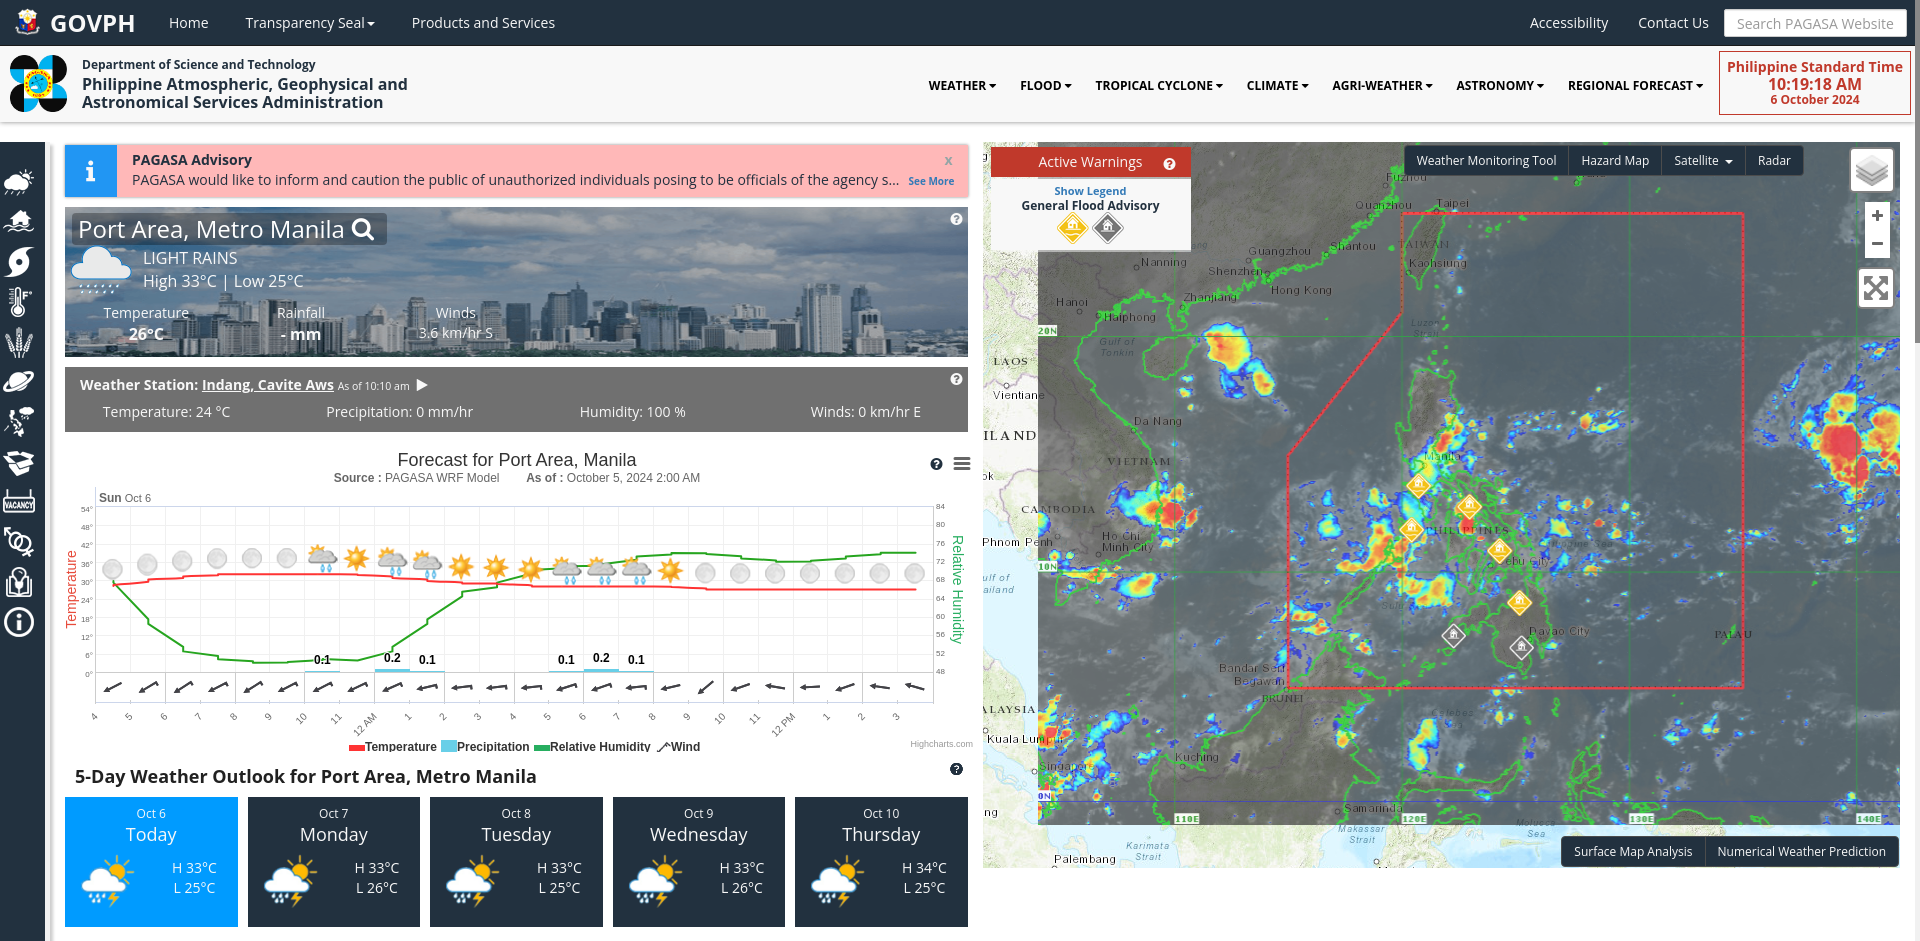 GOVPH
Home
Transparency Seal
Products and Services
Accessibility
Contact Us
Search PAGASA Website
Department of Science and Technology
Philippine Atmospheric, Geophysical and
Astronomical Services Administration
WEATHER
FLOOD
TROPICAL CYCLONE
CLIMATE
AGRI-WEATHER
ASTRONOMY
REGIONAL FORECAST
Philippine Standard Time
10:19:18 AM
6 October 2024
PAGASA Advisory
x
PAGASA would like to inform and caution the public of unauthorized individuals posing to be officials of the agency s...
See More
Port Area, Metro Manila
LIGHT RAINS
High 33°C | Low 25°C
Temperature
Rainfall
Winds
26°C
- mm
3.6 km/hr S
Weather Station: Indang, Cavite Aws As of 10:10 am
Temperature: 24 °C
Precipitation: 0 mm/hr
Humidity: 100 %
Winds: 0 km/hr E
Forecast for Port Area, Manila
Source : PAGASA WRF Model As of : October 5, 2024 2:00 AM
Sun Oct 6
54°
48°
42°
36°
30°
24°
18°
12°
6°
0°
Temperature
84
80
76
72
68
64
60
56
52
48
Relative Humidity
0.1
0.2
0.1
0.1
0.2
0.1
4
5
6
7
8
9
10
11
12 AM
1
2
3
4
5
6
7
8
9
10
11
12 PM
1
2
3
Temperature
Precipitation
Relative Humidity
Wind
Highcharts.com
5-Day Weather Outlook for Port Area, Metro Manila
Oct 6
Today
H 33°C
L 25°C
Oct 7
Monday
H 33°C
L 26°C
Oct 8
Tuesday
H 33°C
L 25°C
Oct 9
Wednesday
H 33°C
L 26°C
Oct 10
Thursday
H 34°C
L 25°C
VACANCY
Active Warnings
Show Legend
General Flood Advisory
Weather Monitoring Tool
Hazard Map
Satellite
Radar
+
−
Fuzhou
Quanzhou
Taipei
TAIWAN
Shantou
Guangzhou
Kaohsiung
Nanning
Shenzhen
Hong Kong
Zhanjiang
Hanoi
Haiphong
20N
Luzon
Strait
Gulf of
Tonkin
LAOS
Vientiane
Da Nang
ILAND
VIETNAM
Manila
CAMBODIA
PHILIPPINES
Phnom Penh
Ho Chi
Minh City
Cebu City
10N
ulf of
ailand
Sulu
Davao City
PALAU
Bandar Seri
Begawan
BRUNEI
ALAYSIA
Celebes
Kuala Lumpur
Kuching
Singapore
0N
Samarinda
110E
120E
130E
140E
Makassar
Strait
Molucca
Sea
Karimata
Strait
Palembang
Surface Map Analysis
Numerical Weather Prediction